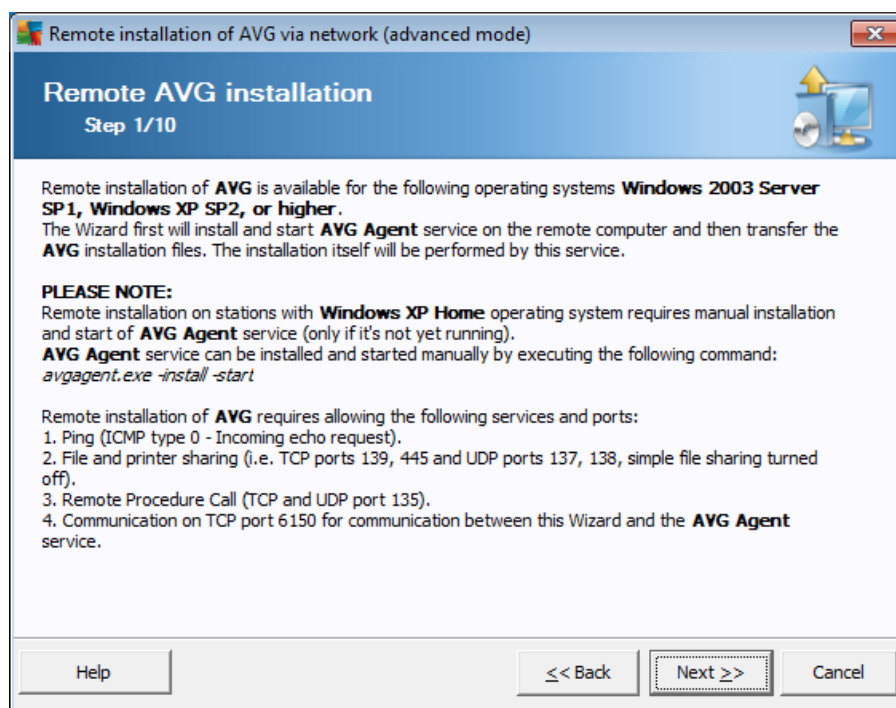 Remote installation of AVG via network (advanced mode)
Remote AVG installation
Step 1/10
Remote installation of AVG is available for the following operating systems Windows 2003 Server
SP1, Windows XP SP2, or higher.
The Wizard first will install and start AVG Agent service on the remote computer and then transfer the
AVG installation files. The installation itself will be performed by this service.
PLEASE NOTE:
Remote installation on stations with Windows XP Home operating system requires manual installation
and start of AVG Agent service (only if it's not yet running).
AVG Agent service can be installed and started manually by executing the following command:
avgagent.exe -install -start
Remote installation of AVG requires allowing the following services and ports:
1. Ping (ICMP type 0 - Incoming echo request).
2. File and printer sharing (i.e. TCP ports 139, 445 and UDP ports 137, 138, simple file sharing turned
off).
3. Remote Procedure Call (TCP and UDP port 135).
4. Communication on TCP port 6150 for communication between this Wizard and the AVG Agent
service.
Help
<< Back
Next >>
Cancel